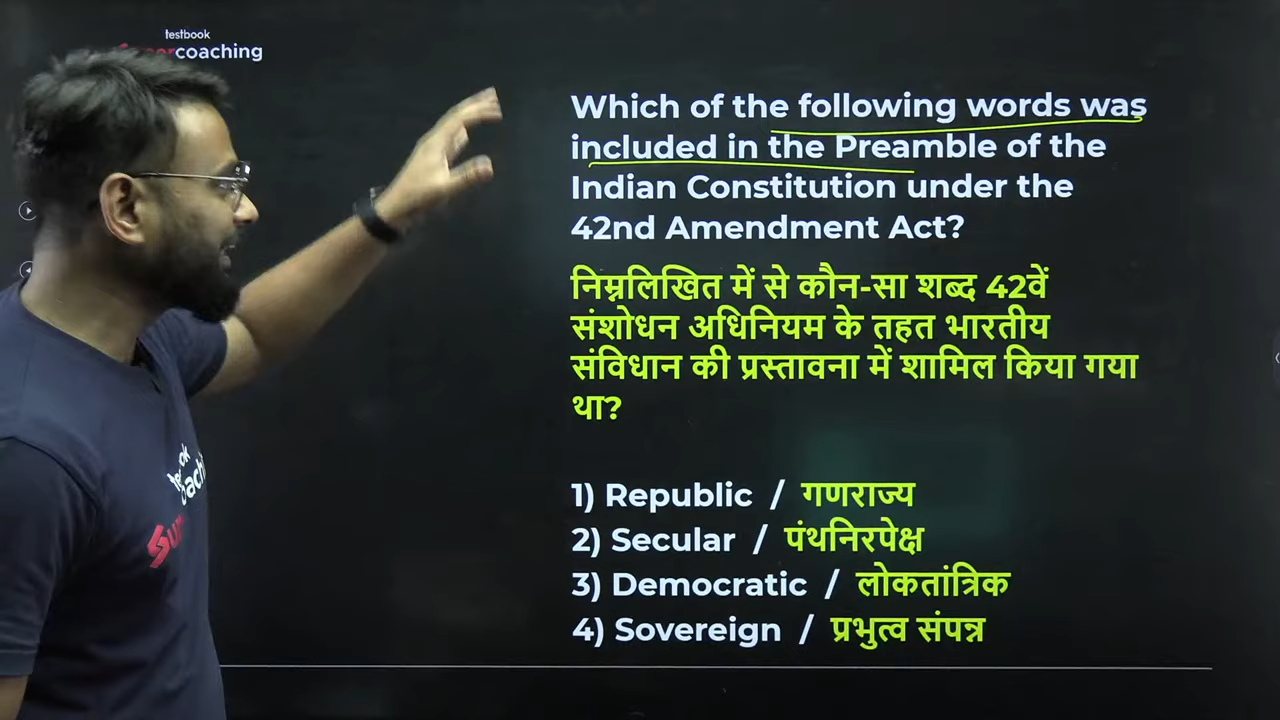 testbook
coaching
Which of the following words was
included in the Preamble of the
Indian Constitution under the
42nd Amendment Act?
निम्नलिखित में से कौन-सा शब्द 42वें
संशोधन अधिनियम के तहत भारतीय
संविधान की प्रस्तावना में शामिल किया गया
था?
1) Republic / गणराज्य
2) Secular / पंथनिरपेक्ष
3) Democratic / लोकतांत्रिक
4) Sovereign / प्रभुत्व संपन्न